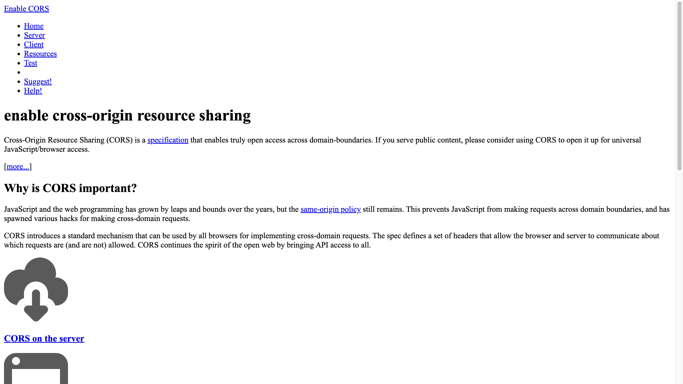 Enable CORS
Home
Server
Client
Resources
Test
Suggest!
Help!
enable cross-origin resource sharing
Cross-Origin Resource Sharing (CORS) is a specification that enables truly open access across domain-boundaries. If you serve public content, please consider using CORS to open it up for universal
JavaScript/browser access.
[more...]
Why is CORS important?
JavaScript and the web programming has grown by leaps and bounds over the years, but the same-origin policy still remains. This prevents JavaScript from making requests across domain boundaries, and has
spawned various hacks for making cross-domain requests.
CORS introduces a standard mechanism that can be used by all browsers for implementing cross-domain requests. The spec defines a set of headers that allow the browser and server to communicate about
which requests are (and are not) allowed. CORS continues the spirit of the open web by bringing API access to all.
CORS on the server